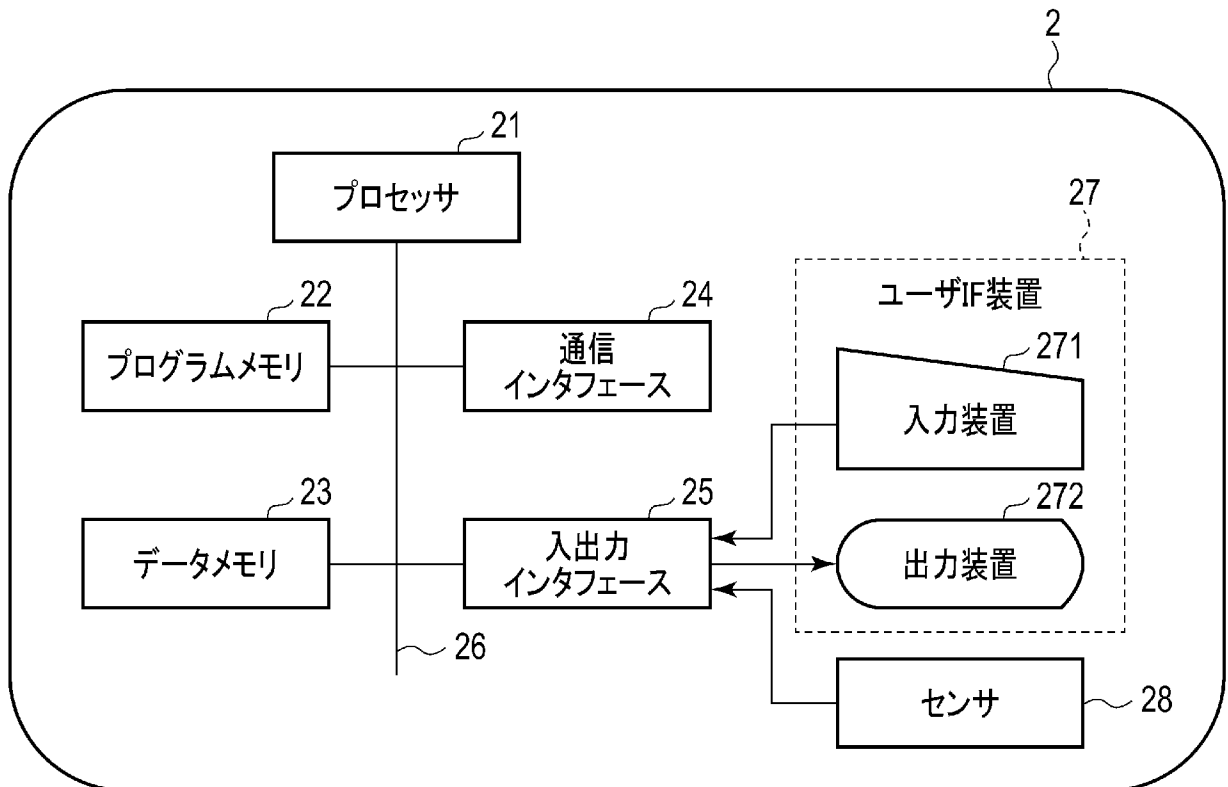 2
21
プロセッサ
27
ユーザIF装置
22
プログラムメモリ
24
通信
インタフェース
271
入力装置
23
データメモリ
25
入出力
インタフェース
272
出力装置
26
センサ
28